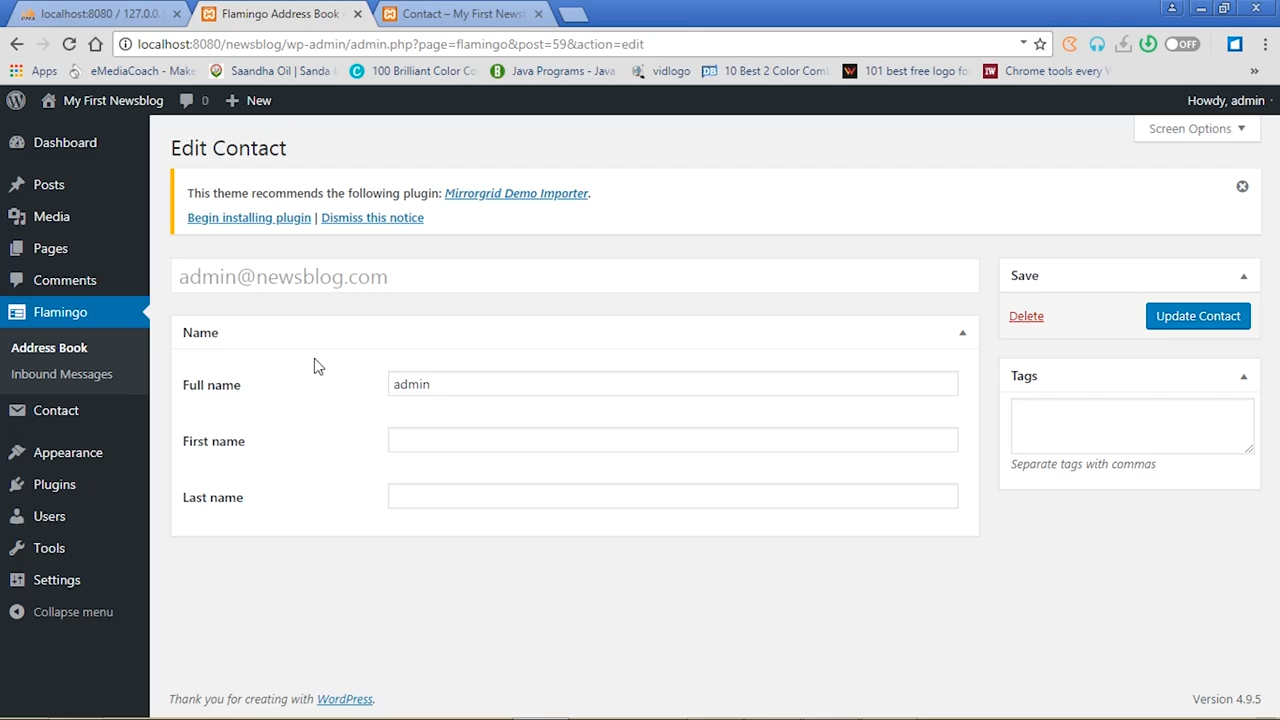 localhost:8080 / 127.0.0.
Flamingo Address Book
Contact – My First Newsb
localhost:8080/newsblog/wp-admin/admin.php?page=flamingo&post=59&action=edit
OFF
Apps
eMediaCoach - Make
Saandha Oil | Sanda
100 Brilliant Color Co
Java Programs - Java
vidlogo
10 Best 2 Color Comb
101 best free logo fo
Chrome tools every
»
My First Newsblog
0
New
Howdy, admin
Screen Options
Dashboard
Posts
Media
Pages
Comments
Flamingo
Address Book
Inbound Messages
Contact
Appearance
Plugins
Users
Tools
Settings
Collapse menu
Edit Contact
This theme recommends the following plugin: Mirrorgrid Demo Importer.
Begin installing plugin | Dismiss this notice
admin@newsblog.com
Name
Full name
admin
First name
Last name
Save
Delete
Update Contact
Tags
Separate tags with commas
Thank you for creating with WordPress.
Version 4.9.5